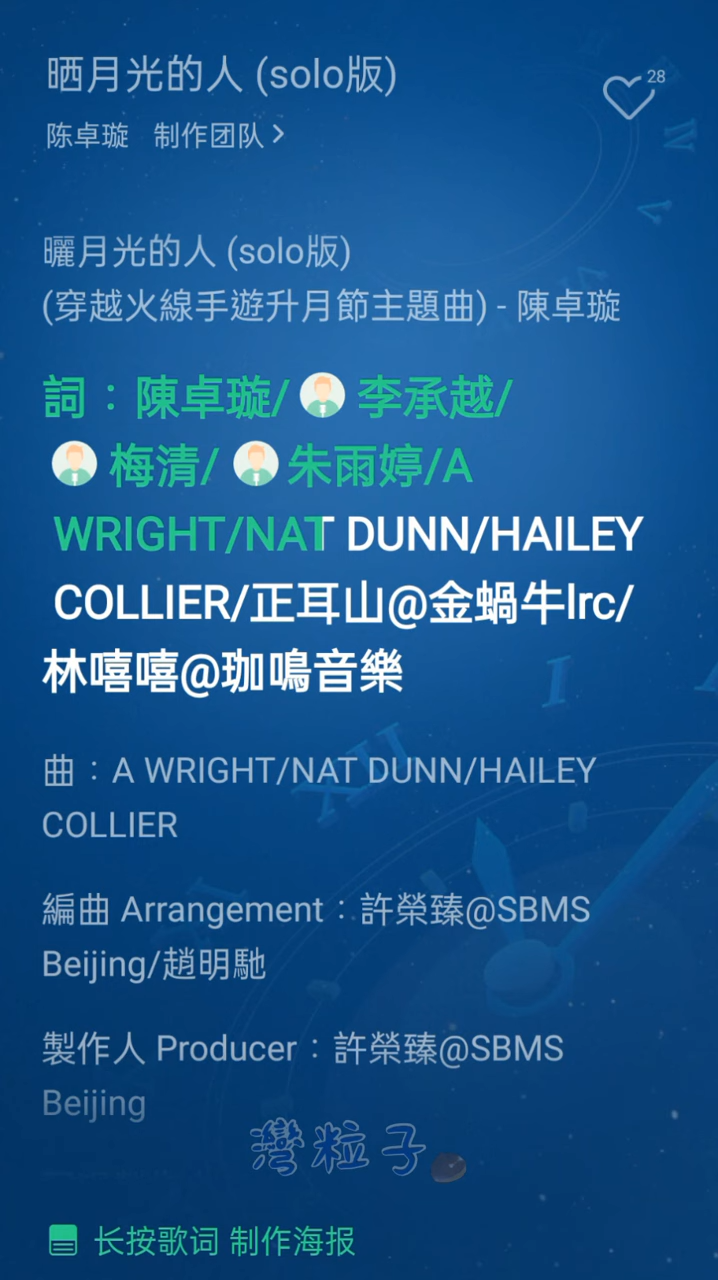 晒月光的人 (solo版)
28
陈卓璇 制作团队
曬月光的人 (solo版)
(穿越火線手遊升月節主題曲) - 陳卓璇
詞：陳卓璇/ 李承越/
梅清/ 朱雨婷/A
WRIGHT/NAT DUNN/HAILEY
COLLIER/正耳山@金蝸牛lrc/
林嘻嘻@珈鳴音樂
曲：A WRIGHT/NAT DUNN/HAILEY
COLLIER
編曲 Arrangement：許榮臻@SBMS
Beijing/趙明馳
製作人 Producer：許榮臻@SBMS
Beijing
灣粒子
长按歌词 制作海报